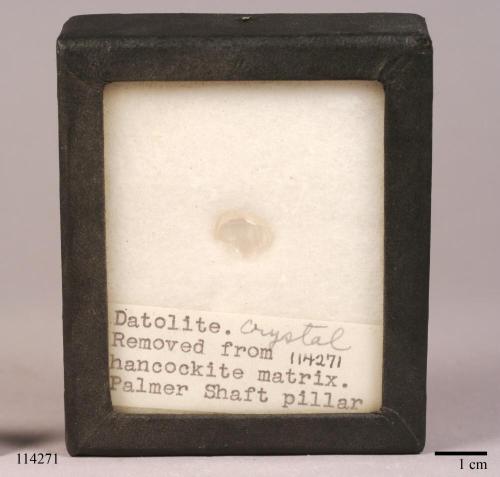 Datolite. Crystal
Removed from 114271
hancockite matrix.
Palmer Shaft pillar
114271
1 cm